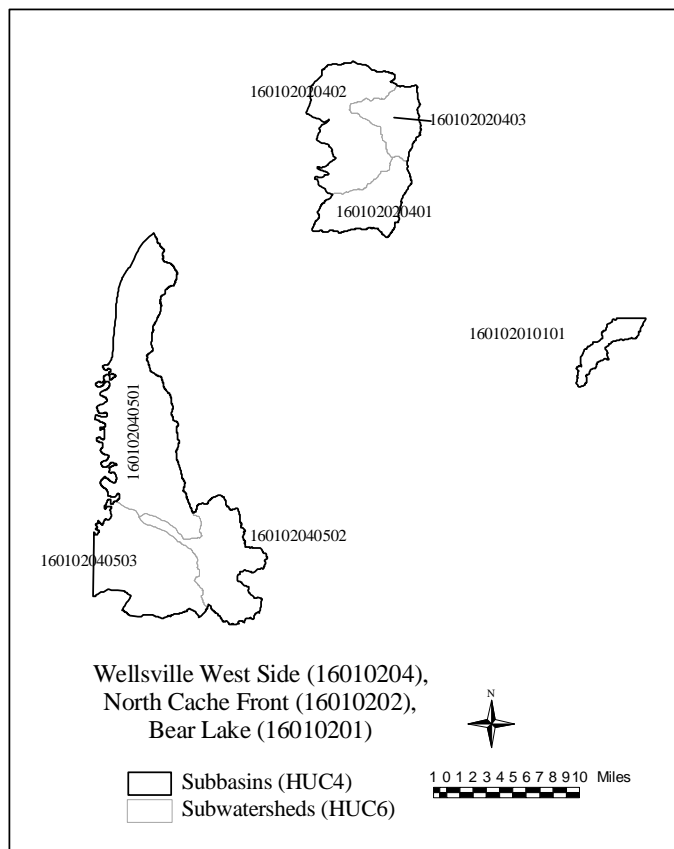 160102020402
160102020403
160102020401
160102010101
160102040501
160102040502
160102040503
Wellsville West Side (16010204),
North Cache Front (16010202),
Bear Lake (16010201)
N
Subbasins (HUC4)
Subwatersheds (HUC6)
1 0 1 2 3 4 5 6 7 8 9 10 Miles